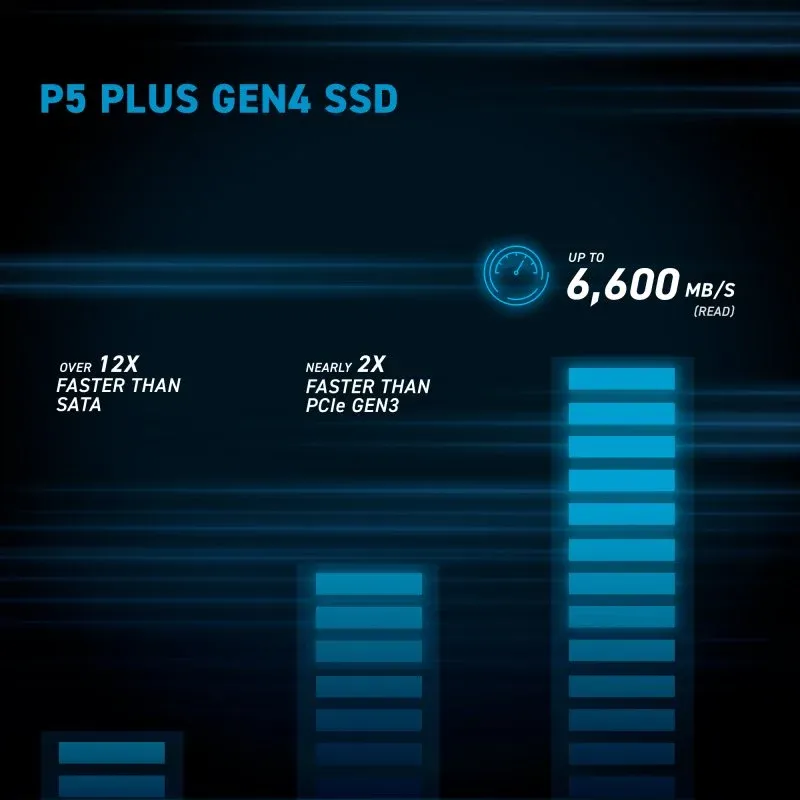 P5 PLUS GEN4 SSD
UP TO
6,600 MB/S
(READ)
OVER 12X
FASTER THAN
SATA
NEARLY 2X
FASTER THAN
PCIe GEN3